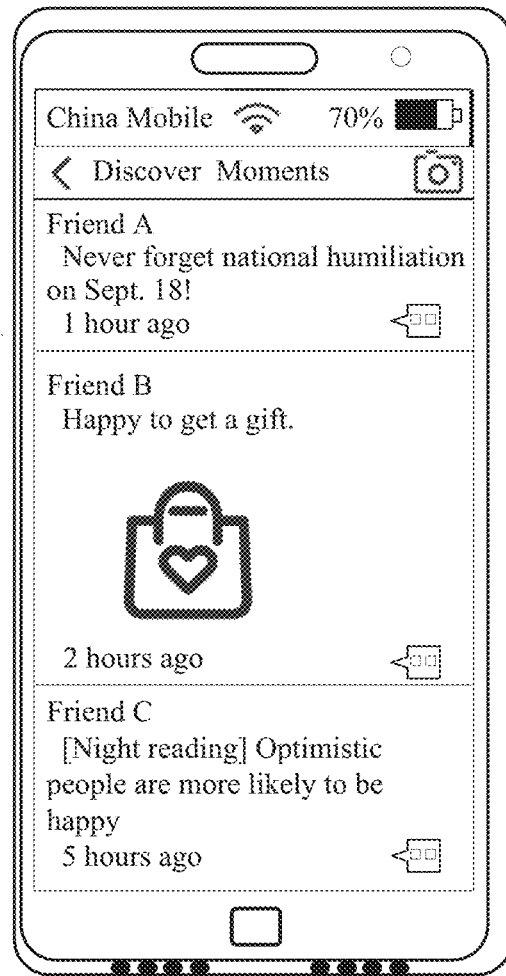 China Mobile 70%
Discover Moments
Friend A
Never forget national humiliation
on Sept. 18!
1 hour ago
Friend B
Happy to get a gift.
2 hours ago
Friend C
[Night reading] Optimistic
people are more likely to be
happy
5 hours ago